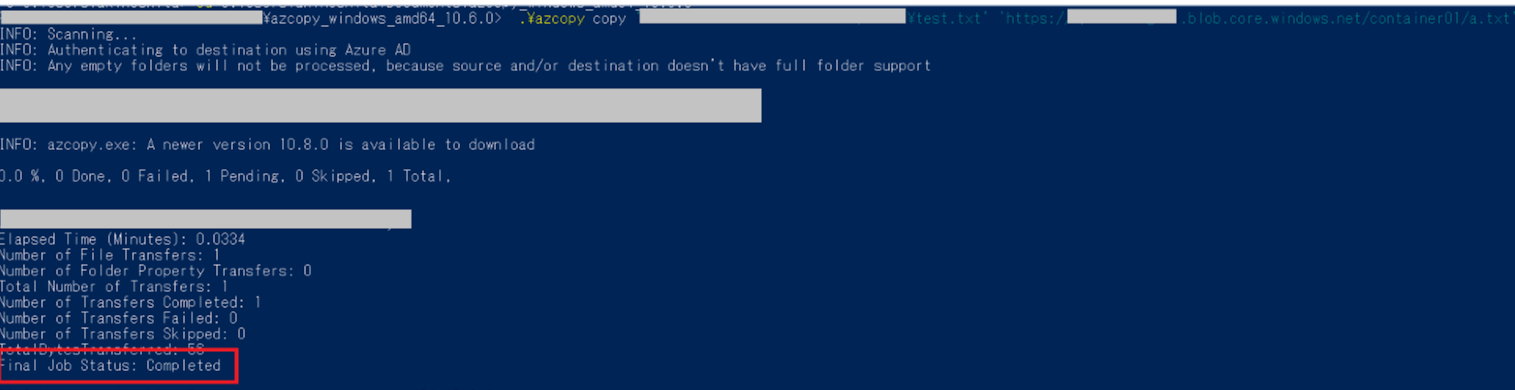 ¥azcopy_windows_amd64_10.6.0> .¥azcopy copy ¥test.txt' 'https:/ .blob.core.windows.net/container01/a.txt'
INFO: Scanning...
INFO: Authenticating to destination using Azure AD
INFO: Any empty folders will not be processed, because source and/or destination doesn't have full folder support
INFO: azcopy.exe: A newer version 10.8.0 is available to download
0.0 %, 0 Done, 0 Failed, 1 Pending, 0 Skipped, 1 Total,
Elapsed Time (Minutes): 0.0334
Number of File Transfers: 1
Number of Folder Property Transfers: 0
Total Number of Transfers: 1
Number of Transfers Completed: 1
Number of Transfers Failed: 0
Number of Transfers Skipped: 0
TotalBytesTransferred: 56
Final Job Status: Completed